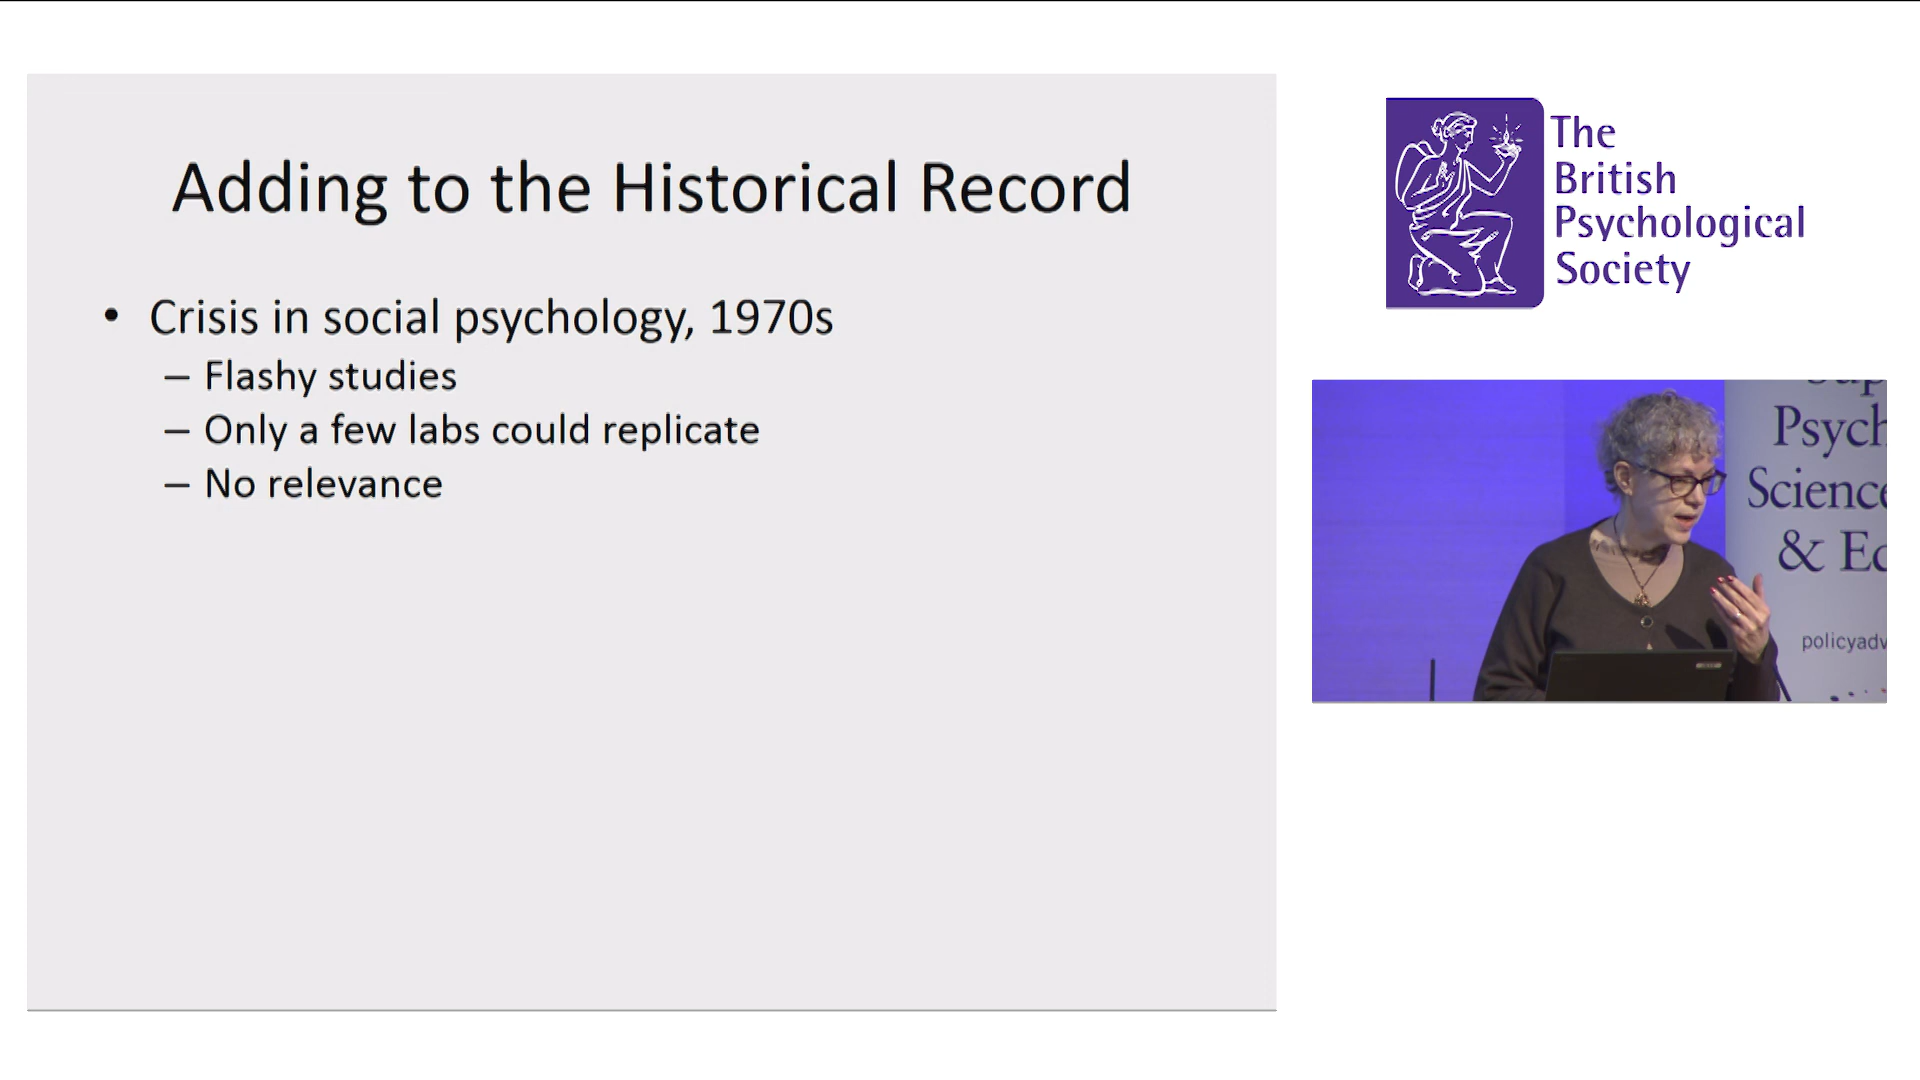 Adding to the Historical Record
• Crisis in social psychology, 1970s
– Flashy studies
– Only a few labs could replicate
– No relevance
The
British
Psychological
Society
Psych
Science
& Ed
policyadv
acer